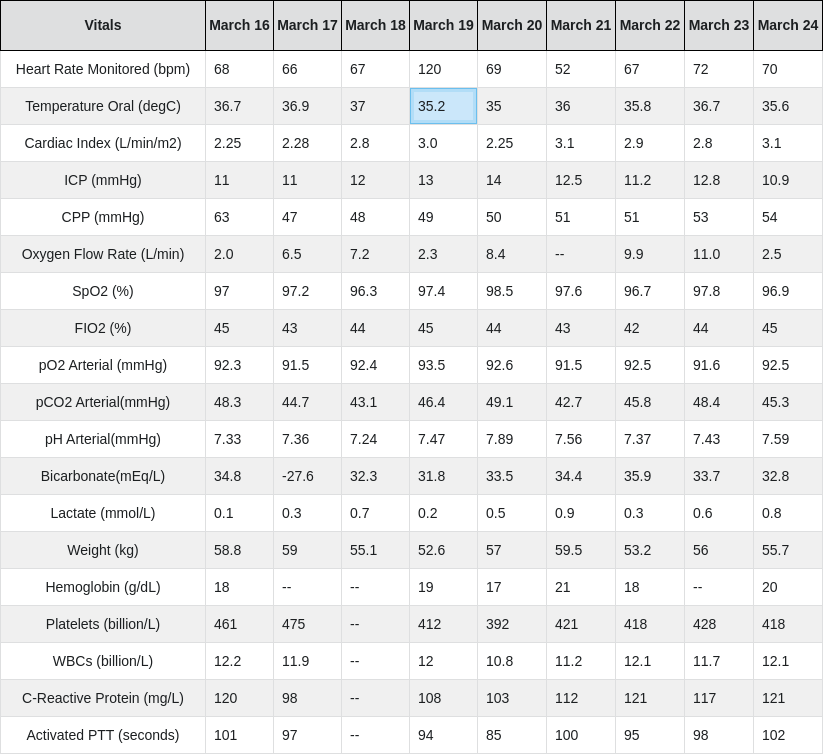 Vitals March 16 March 17 March 18 March 19 March 20 March 21 March 22 March 23 March 24
Heart Rate Monitored (bpm) 68 66 67 120 69 52 67 72 70
Temperature Oral (degC) 36.7 36.9 37 35.2 35 36 35.8 36.7 35.6
Cardiac Index (L/min/m2) 2.25 2.28 2.8 3.0 2.25 3.1 2.9 2.8 3.1
ICP (mmHg) 11 11 12 13 14 12.5 11.2 12.8 10.9
CPP (mmHg) 63 47 48 49 50 51 51 53 54
Oxygen Flow Rate (L/min) 2.0 6.5 7.2 2.3 8.4 -- 9.9 11.0 2.5
SpO2 (%) 97 97.2 96.3 97.4 98.5 97.6 96.7 97.8 96.9
FIO2 (%) 45 43 44 45 44 43 42 44 45
pO2 Arterial (mmHg) 92.3 91.5 92.4 93.5 92.6 91.5 92.5 91.6 92.5
pCO2 Arterial(mmHg) 48.3 44.7 43.1 46.4 49.1 42.7 45.8 48.4 45.3
pH Arterial(mmHg) 7.33 7.36 7.24 7.47 7.89 7.56 7.37 7.43 7.59
Bicarbonate(mEq/L) 34.8 -27.6 32.3 31.8 33.5 34.4 35.9 33.7 32.8
Lactate (mmol/L) 0.1 0.3 0.7 0.2 0.5 0.9 0.3 0.6 0.8
Weight (kg) 58.8 59 55.1 52.6 57 59.5 53.2 56 55.7
Hemoglobin (g/dL) 18 -- -- 19 17 21 18 -- 20
Platelets (billion/L) 461 475 -- 412 392 421 418 428 418
WBCs (billion/L) 12.2 11.9 -- 12 10.8 11.2 12.1 11.7 12.1
C-Reactive Protein (mg/L) 120 98 -- 108 103 112 121 117 121
Activated PTT (seconds) 101 97 -- 94 85 100 95 98 102